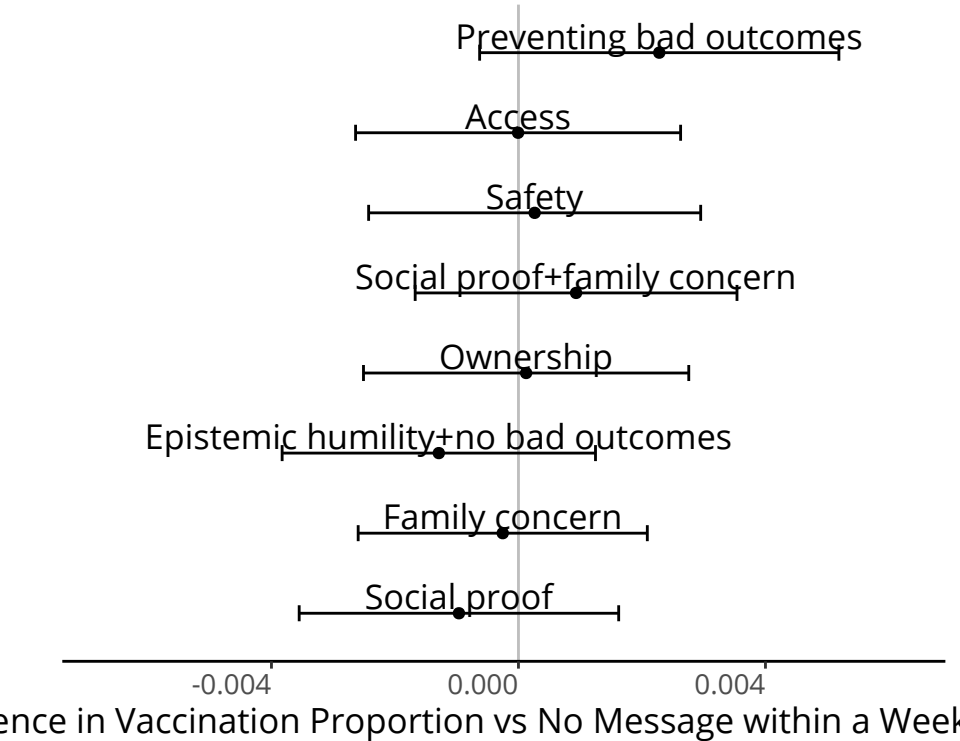 Preventing bad outcomes
Access
Safety
Social proof+family concern
Ownership
Epistemic humility+no bad outcomes
Family concern
Social proof
-0.004 0.000 0.004
ence in Vaccination Proportion vs No Message within a Week